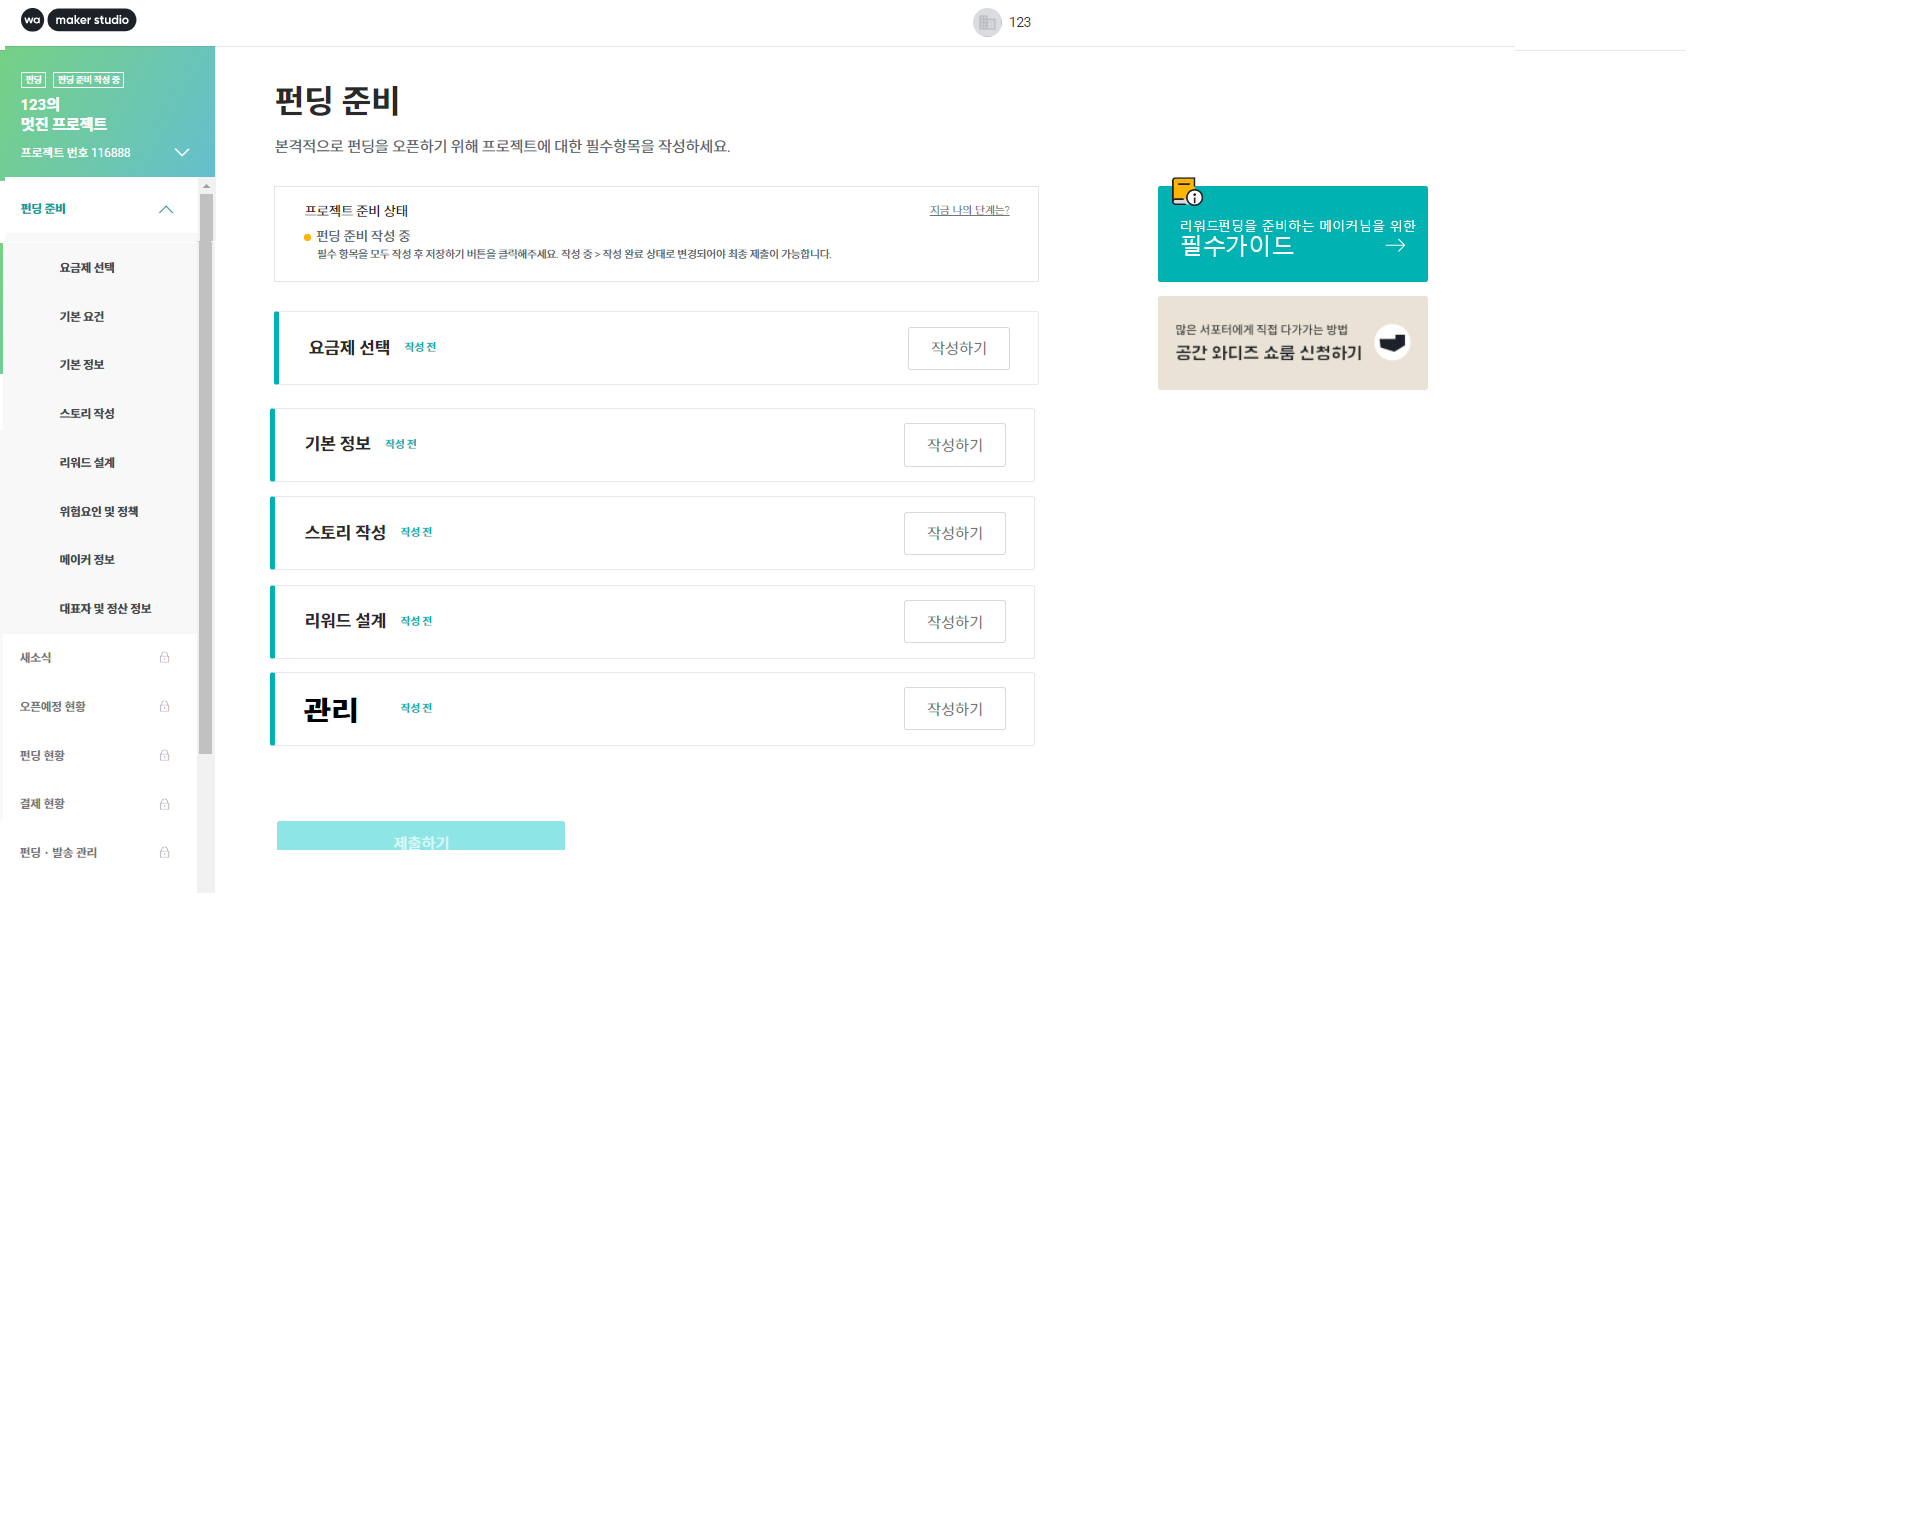 wa maker studio
123
펀딩 펀딩 준비 작성 중
123의
멋진 프로젝트
프로젝트 번호 116888
펀딩 준비
요금제 선택
기본 요건
기본 정보
스토리 작성
리워드 설계
위험요인 및 정책
메이커 정보
대표자 및 정산 정보
새소식
오픈예정 현황
펀딩 현황
결제 현황
펀딩 · 발송 관리
펀딩 준비
본격적으로 펀딩을 오픈하기 위해 프로젝트에 대한 필수항목을 작성하세요.
프로젝트 준비 상태
지금 나의 단계는?
펀딩 준비 작성 중
필수 항목을 모두 작성 후 저장하기 버튼을 클릭해주세요. 작성 중 > 작성 완료 상태로 변경되어야 최종 제출이 가능합니다.
요금제 선택 작성 전 작성하기
기본 정보 작성 전 작성하기
스토리 작성 작성 전 작성하기
리워드 설계 작성 전 작성하기
관리 작성 전 작성하기
제출하기
리워드펀딩을 준비하는 메이커님을 위한
필수가이드
많은 서포터에게 직접 다가가는 방법
공간 와디즈 쇼룸 신청하기